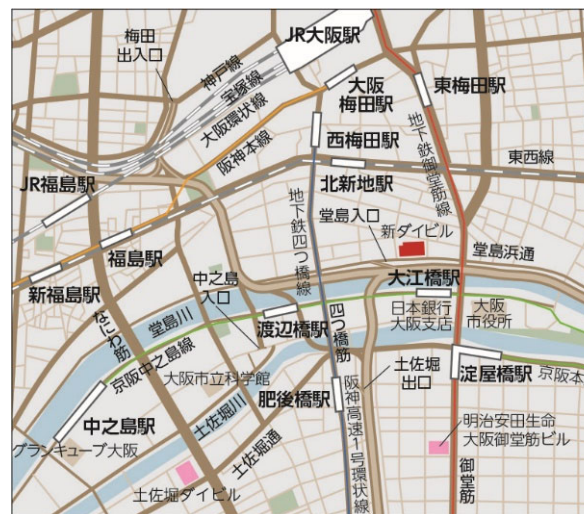 JR大阪駅
梅田
出入口
神戸線
宝塚線
大阪環状線
阪神本線
大阪
梅田駅
東梅田駅
西梅田駅
地下鉄御堂筋線
東西線
北新地駅
JR福島駅
地下鉄四つ橋線
堂島入口
新ダイビル
堂島浜通
福島駅
新福島駅
中之島
入口
大江橋駅
なにわ筋
堂島川
渡辺橋駅
四つ橋筋
日本銀行
大阪支店
大阪
市役所
京阪中之島線
大阪市立科学館
土佐堀
出口
淀屋橋駅
京阪本
肥後橋駅
中之島駅
土佐堀川
阪神高速1号環状線
明治安田生命
大阪御堂筋ビル
グランキューブ大阪
土佐堀通
土佐堀ダイビル
御堂筋